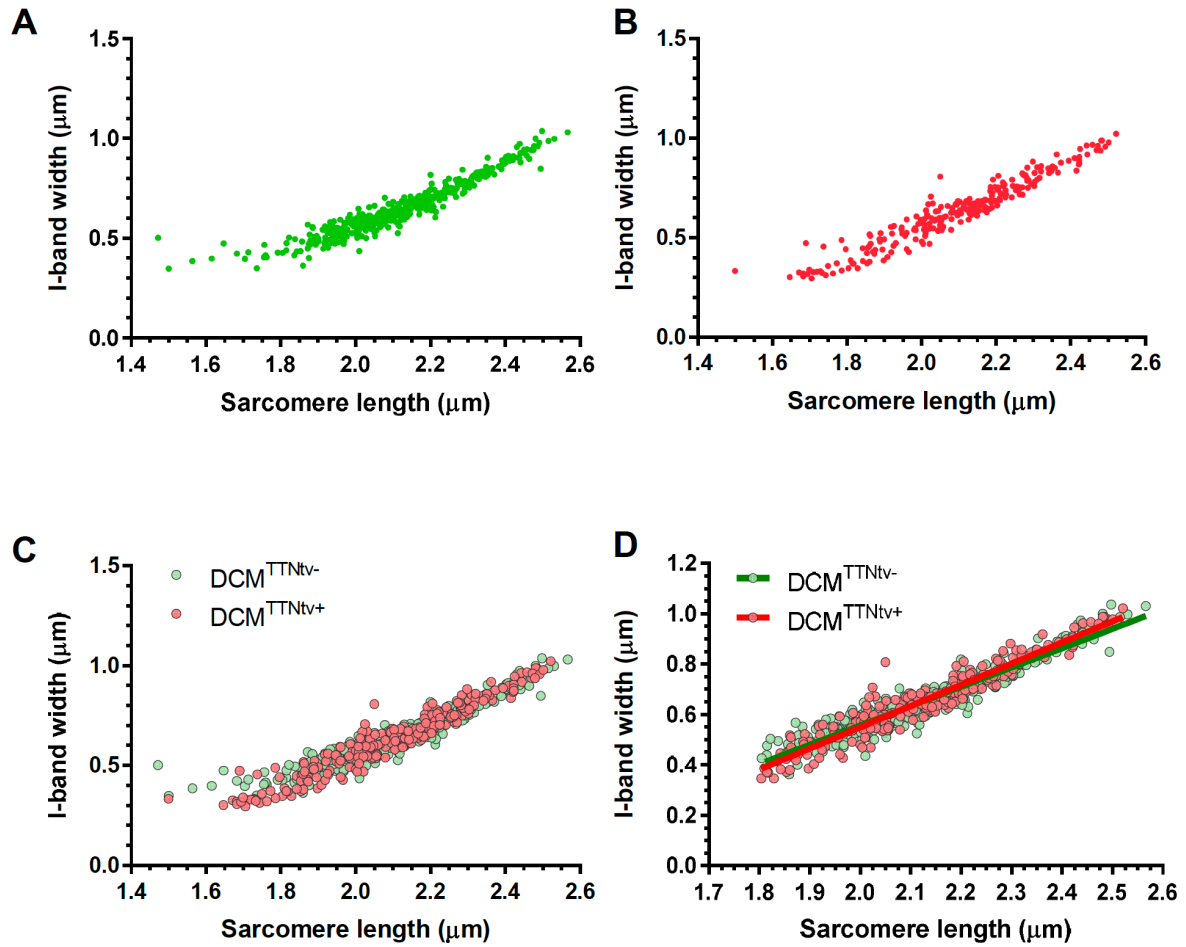 A
1.5
1.0
0.5
0.0
1.4 1.6 1.8 2.0 2.2 2.4 2.6
I-band width (μm)
Sarcomere length (μm)
B
1.5
1.0
0.5
0.0
1.4 1.6 1.8 2.0 2.2 2.4 2.6
I-band width (μm)
Sarcomere length (μm)
C
1.5
1.0
0.5
0.0
1.4 1.6 1.8 2.0 2.2 2.4 2.6
I-band width (μm)
Sarcomere length (μm)
DCM TTNtv-
DCM TTNtv+
D
1.2
1.0
0.8
0.6
0.4
0.2
0.0
1.7 1.8 1.9 2.0 2.1 2.2 2.3 2.4 2.5 2.6
I-band width (μm)
Sarcomere length (μm)
DCM TTNtv-
DCM TTNtv+